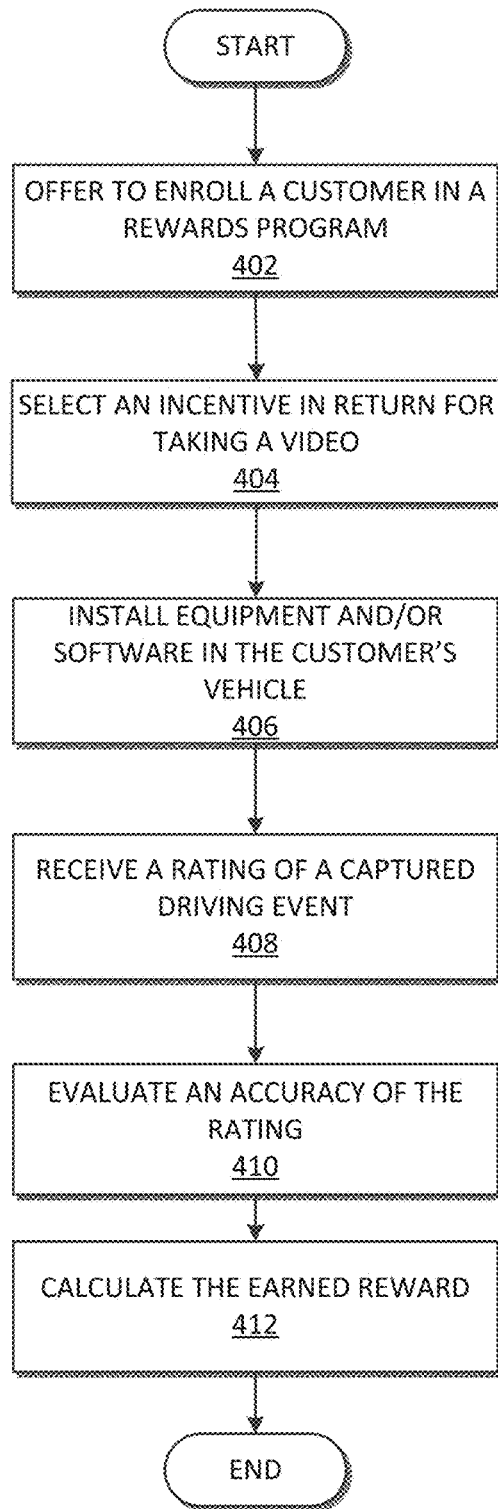 START
OFFER TO ENROLL A CUSTOMER IN A
REWARDS PROGRAM
402
SELECT AN INCENTIVE IN RETURN FOR
TAKING A VIDEO
404
INSTALL EQUIPMENT AND/OR
SOFTWARE IN THE CUSTOMER'S
VEHICLE
406
RECEIVE A RATING OF A CAPTURED
DRIVING EVENT
408
EVALUATE AN ACCURACY OF THE
RATING
410
CALCULATE THE EARNED REWARD
412
END